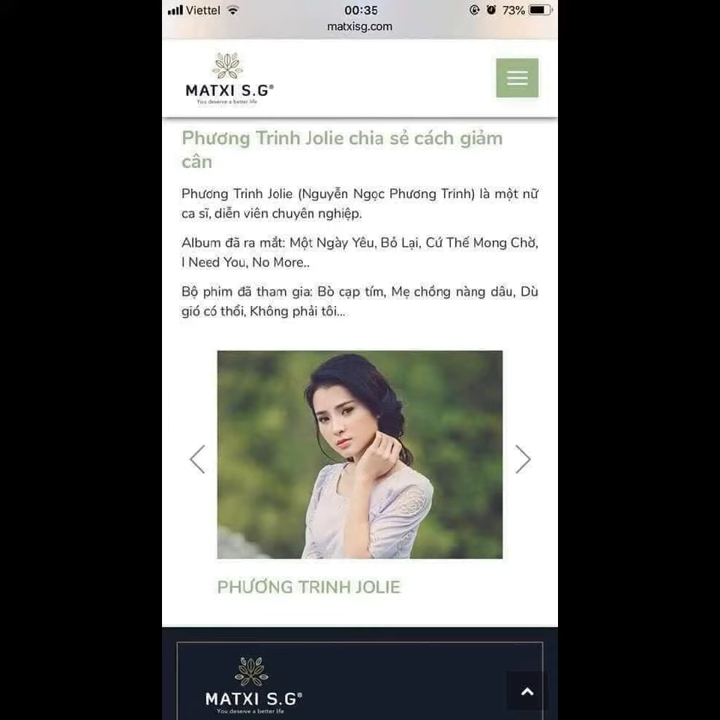 Viettel 00:35 73%
matxisg.com
MATXI S.G®
You deserve a better life
Phương Trinh Jolie chia sẻ cách giảm
cân
Phương Trinh Jolie (Nguyễn Ngọc Phương Trinh) là một nữ
ca sĩ, diễn viên chuyên nghiệp.
Album đã ra mắt: Một Ngày Yêu, Bỏ Lại, Cứ Thế Mong Chờ,
I Need You, No More..
Bộ phim đã tham gia: Bò cạp tím, Mẹ chồng nàng dâu, Dù
gió có thổi, Không phải tôi...
PHƯƠNG TRINH JOLIE
MATXI S.G®
You deserve a better life